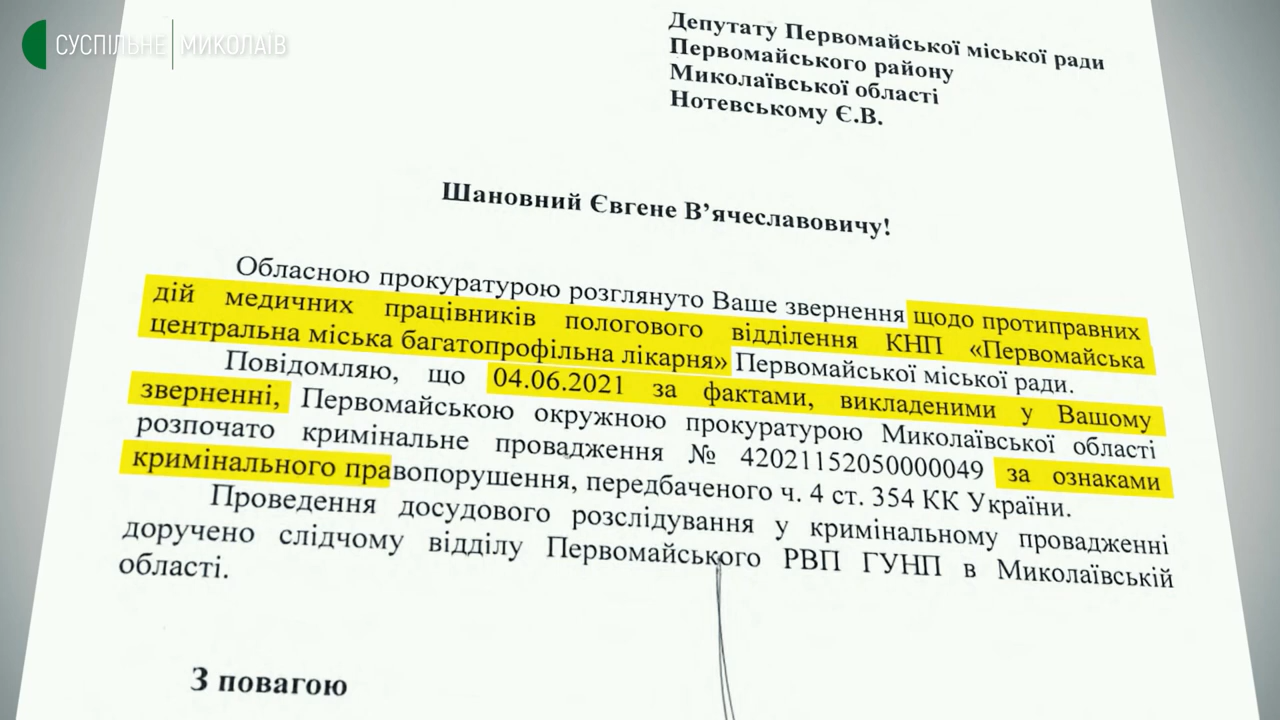 СУСПІЛЬНЕ МИКОЛАЇВ
Депутату Первомайської міської ради
Первомайського району
Миколаївської області
Нотевському Є.В.
Шановний Євгене В’ячеславовичу!
Обласною прокуратурою розглянуто Ваше звернення щодо протиправних
дій медичних працівників пологового відділення КНП «Первомайська
центральна міська багатопрофільна лікарня» Первомайської міської ради.
Повідомляю, що 04.06.2021 за фактами, викладеними у Вашому
зверненні, Первомайською окружною прокуратурою Миколаївської області
розпочато кримінальне провадження № 42021152050000049 за ознаками
кримінального правопорушення, передбаченого ч. 4 ст. 354 КК України.
Проведення досудового розслідування у кримінальному провадженні
доручено слідчому відділу Первомайського РВП ГУНП в Миколаївській
області.
З повагою